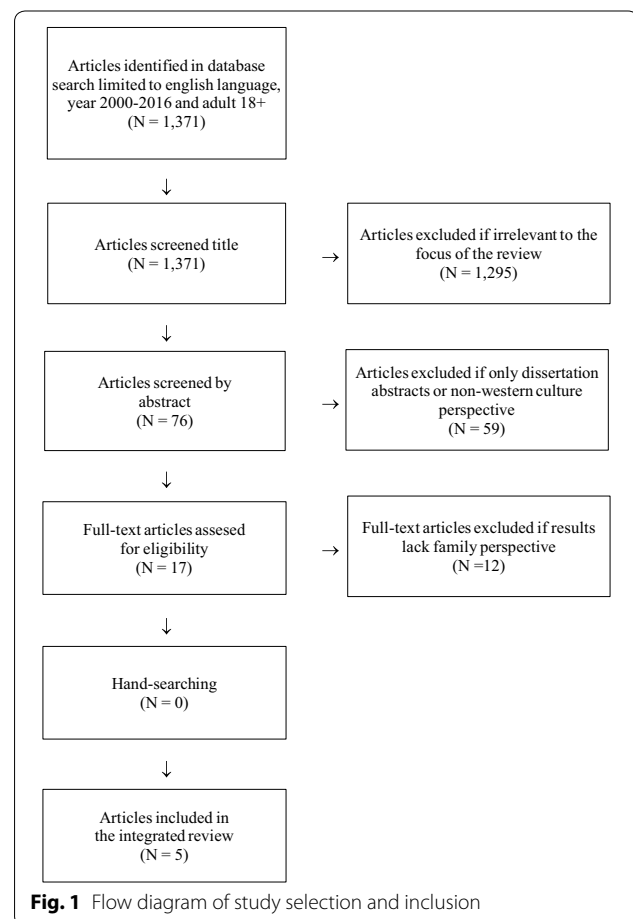 Articles identified in database
search limited to english language,
year 2000-2016 and adult 18+
(N = 1,371)
↓
Articles screened title
(N = 1,371)
→
Articles excluded if irrelevant to the
focus of the review
(N = 1,295)
↓
Articles screened by
abstract
(N = 76)
→
Articles excluded if only dissertation
abstracts or non-western culture
perspective
(N = 59)
↓
Full-text articles assesed
for eligibility
(N = 17)
→
Full-text articles excluded if results
lack family perspective
(N =12)
↓
Hand-searching
(N = 0)
↓
Articles included in
the integrated review
(N = 5)
Fig. 1 Flow diagram of study selection and inclusion